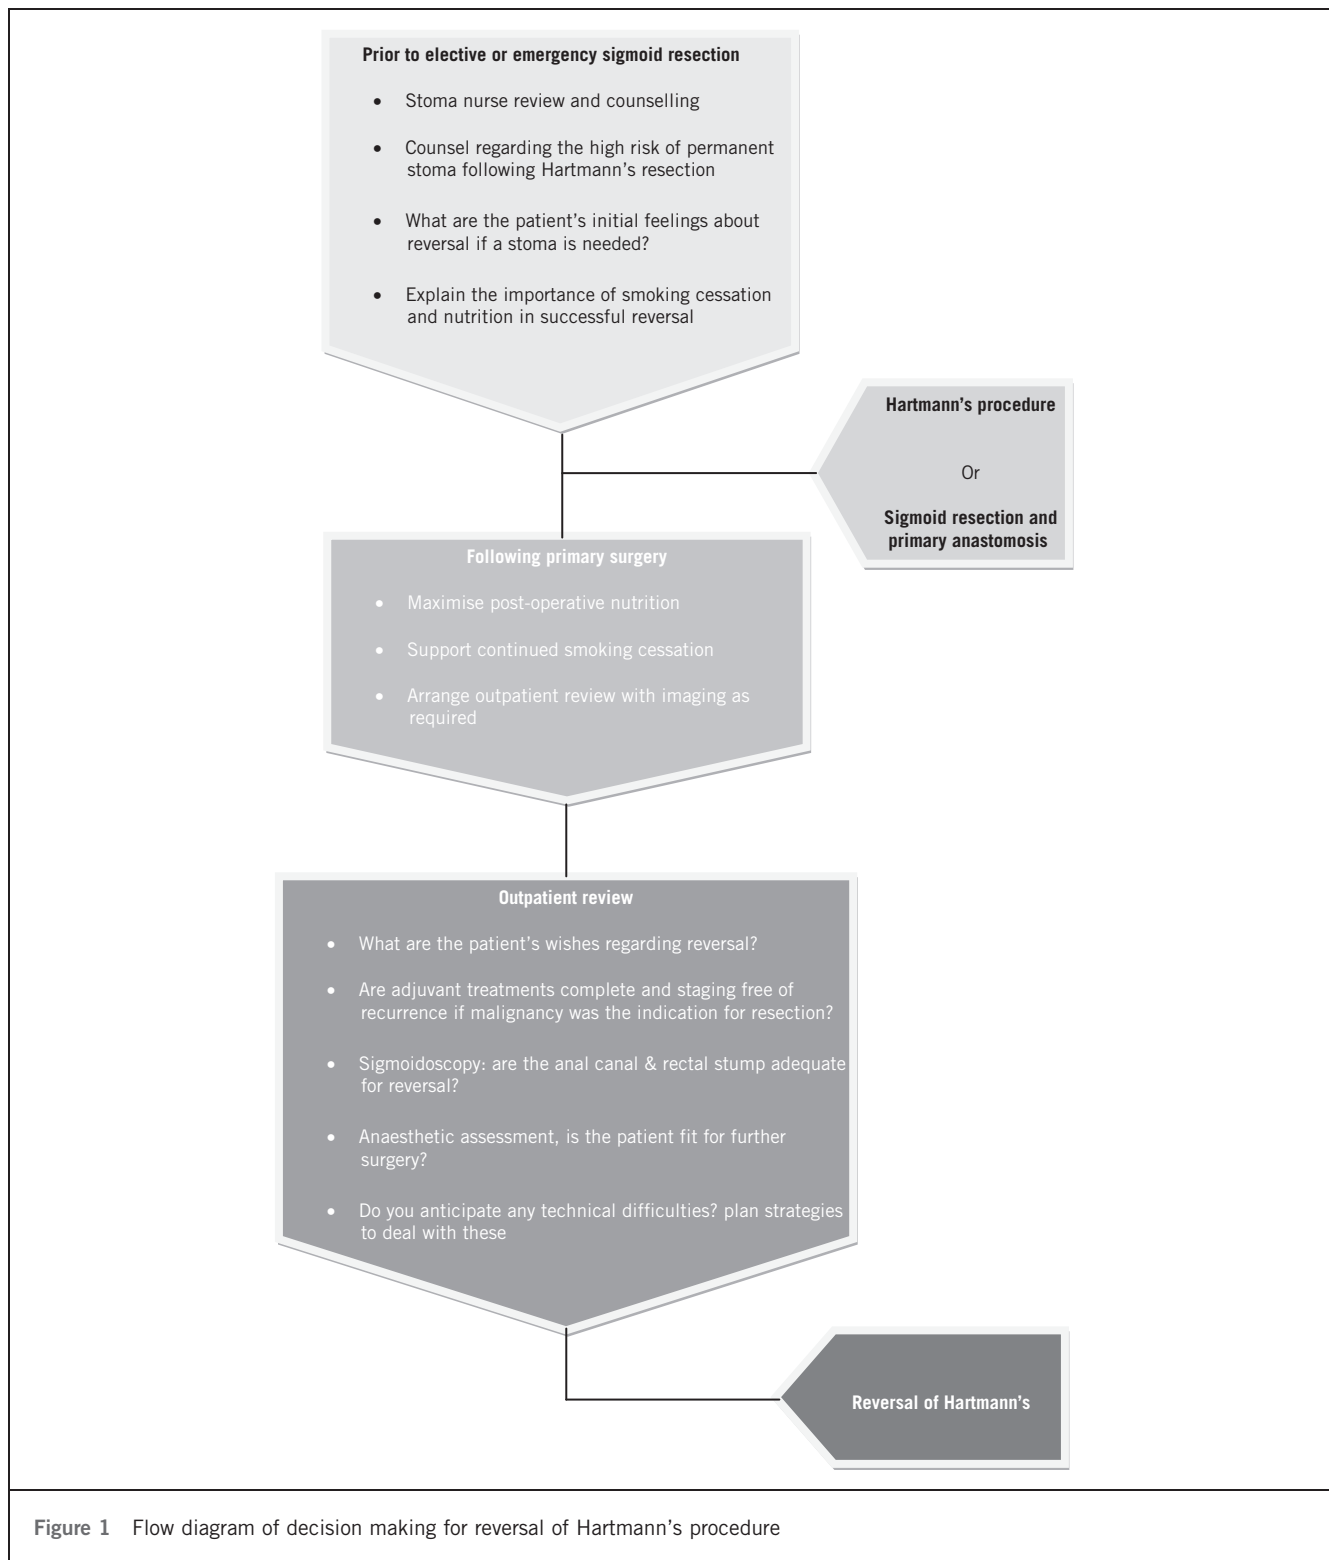 Prior to elective or emergency sigmoid resection
• Stoma nurse review and counselling
• Counsel regarding the high risk of permanent
stoma following Hartmann's resection
• What are the patient's initial feelings about
reversal if a stoma is needed?
• Explain the importance of smoking cessation
and nutrition in successful reversal
Hartmann's procedure
Or
Sigmoid resection and
primary anastomosis
Following primary surgery
• Maximise post-operative nutrition
• Support continued smoking cessation
• Arrange outpatient review with imaging as
required
Outpatient review
• What are the patient's wishes regarding reversal?
• Are adjuvant treatments complete and staging free of
recurrence if malignancy was the indication for resection?
• Sigmoidoscopy: are the anal canal & rectal stump adequate
for reversal?
• Anaesthetic assessment, is the patient fit for further
surgery?
• Do you anticipate any technical difficulties? plan strategies
to deal with these
Reversal of Hartmann's
Figure 1 Flow diagram of decision making for reversal of Hartmann's procedure